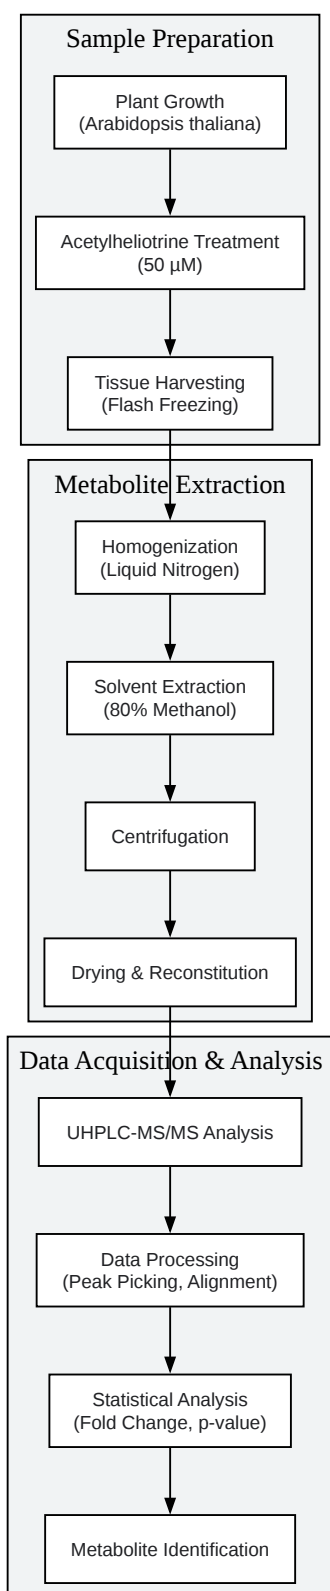 Sample Preparation
Plant Growth
(Arabidopsis thaliana)
Acetylheliotrine Treatment
(50 µM)
Tissue Harvesting
(Flash Freezing)
Metabolite Extraction
Homogenization
(Liquid Nitrogen)
Solvent Extraction
(80% Methanol)
Centrifugation
Drying & Reconstitution
Data Acquisition & Analysis
UHPLC-MS/MS Analysis
Data Processing
(Peak Picking, Alignment)
Statistical Analysis
(Fold Change, p-value)
Metabolite Identification